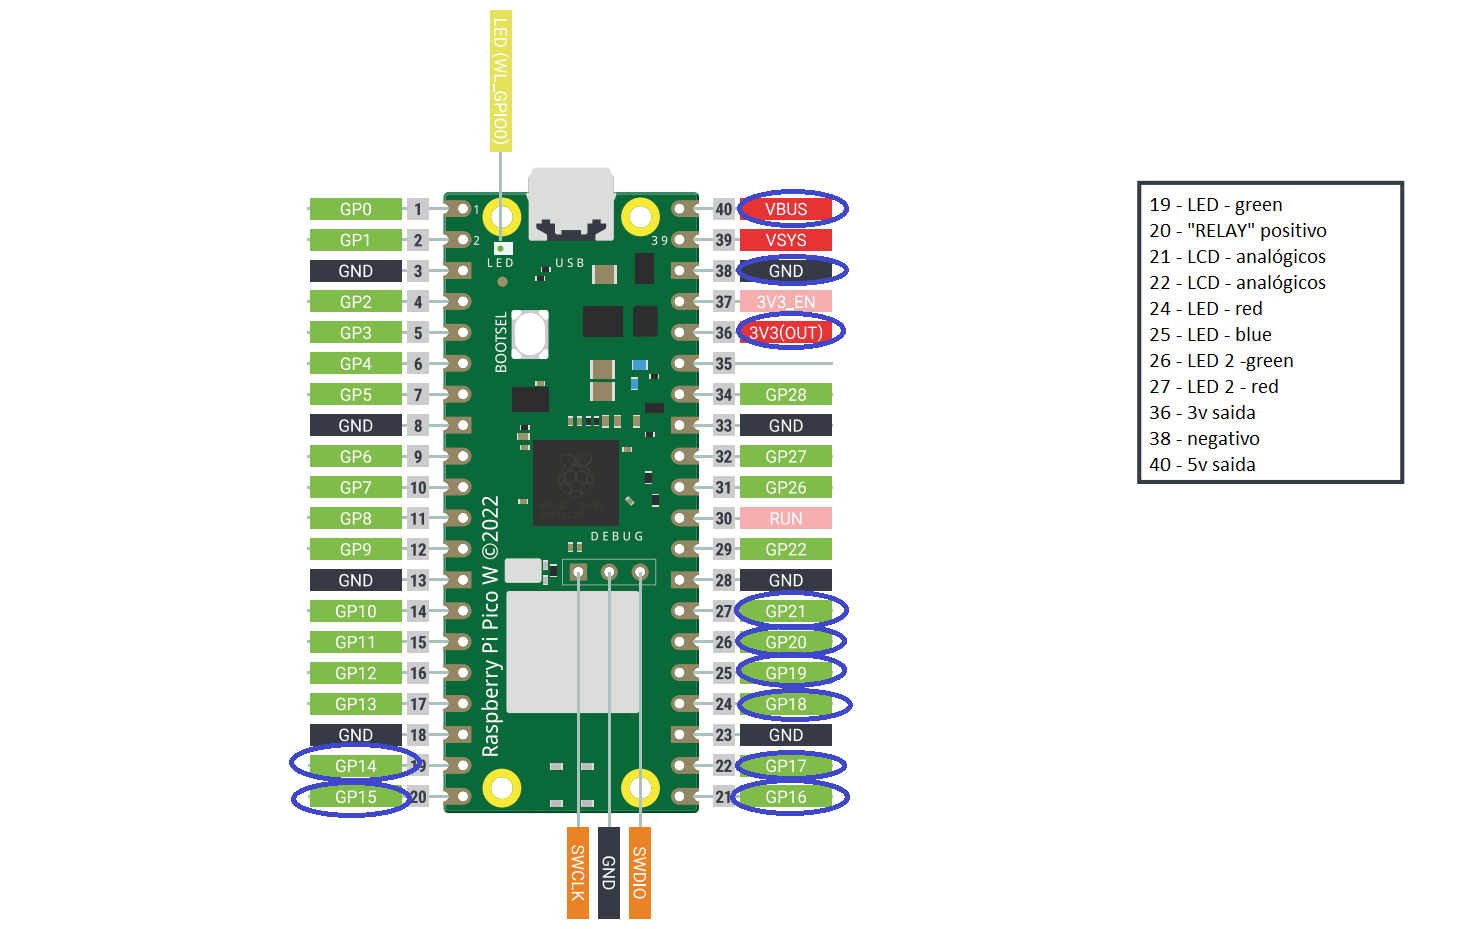 LED (WL_GPIO0)
GP0 1 1 40 VBUS
GP1 2 2 39 39 VSYS
GND 3 LED USB 38 GND
GP2 4 37 3V3_EN
GP3 5 BOOTSEL 36 3V3(OUT)
GP4 6 35
GP5 7 34 GP28
GND 8 33 GND
GP6 9 32 GP27
GP7 10 31 GP26
GP8 11 30 RUN
GP9 12 DEBUG 29 GP22
GND 13 28 GND
GP10 14 27 GP21
GP11 15 26 GP20
GP12 16 25 GP19
GP13 17 24 GP18
GND 18 23 GND
GP14 19 22 GP17
GP15 20 21 GP16
Raspberry Pi Pico W ©2022
SWCLK
GND
SWDIO
19 - LED - green
20 - "RELAY" positivo
21 - LCD - analógicos
22 - LCD - analógicos
24 - LED - red
25 - LED - blue
26 - LED 2 -green
27 - LED 2 - red
36 - 3v saida
38 - negativo
40 - 5v saida